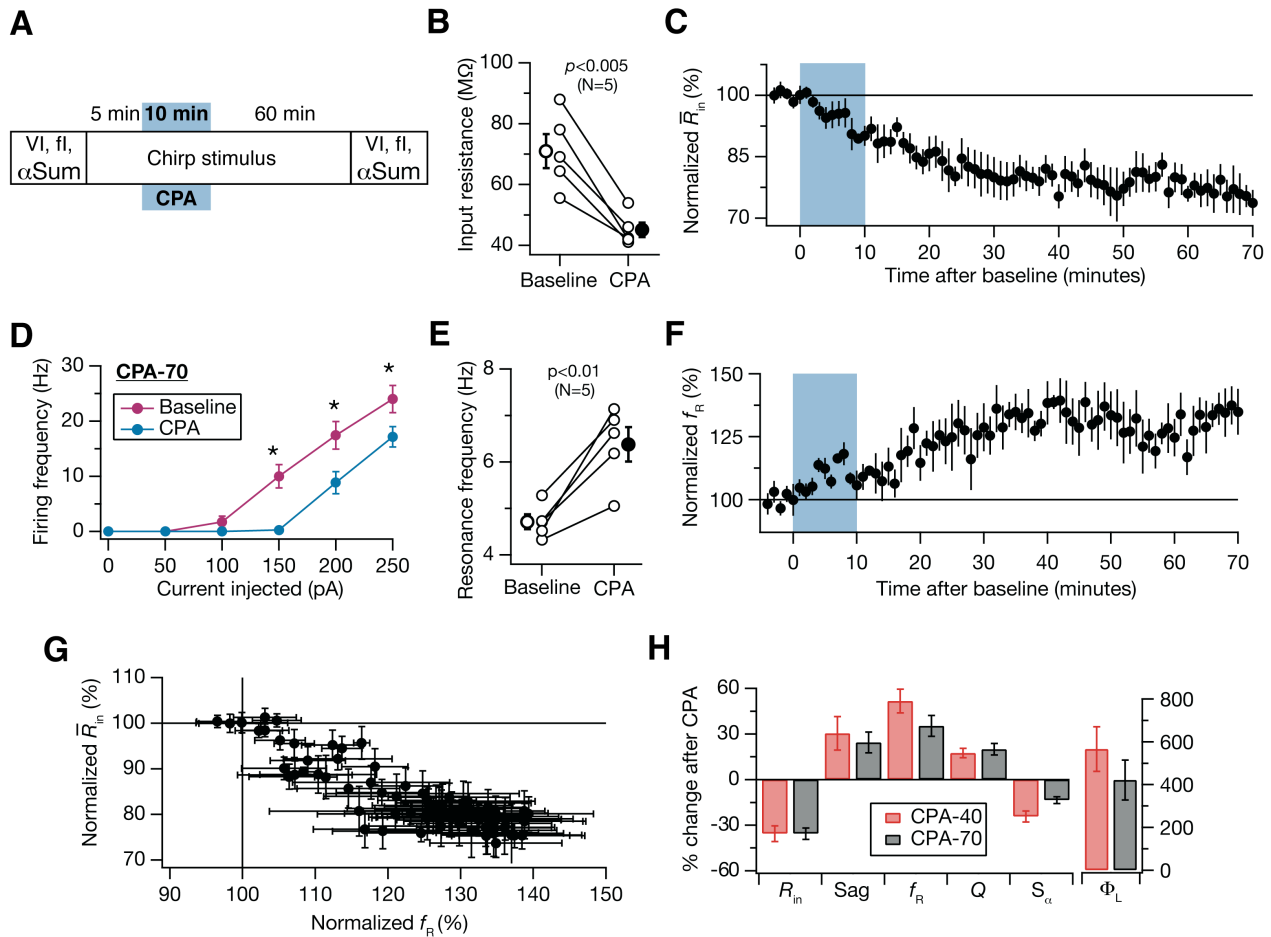 A
5 min 10 min 60 min
VI, fI,
αSum
Chirp stimulus
VI, fI,
αSum
CPA
B
Input resistance (MΩ)
100
80
60
40
p<0.005
(N=5)
Baseline CPA
C
Normalized R̅in (%)
100
85
70
0 10 20 30 40 50 60 70
Time after baseline (minutes)
D
Firing frequency (Hz)
30
20
10
0
CPA-70
Baseline
CPA
* * *
0 50 100 150 200 250
Current injected (pA)
E
Resonance frequency (Hz)
8
6
4
p<0.01
(N=5)
Baseline CPA
F
Normalized fR (%)
150
125
100
0 10 20 30 40 50 60 70
Time after baseline (minutes)
G
Normalized R̅in (%)
110
100
90
80
70
90 100 110 120 130 140 150
Normalized fR (%)
H
% change after CPA
60
30
0
-30
-60
CPA-40
CPA-70
800
600
400
200
0
Rin Sag fR Q Sα ΦL